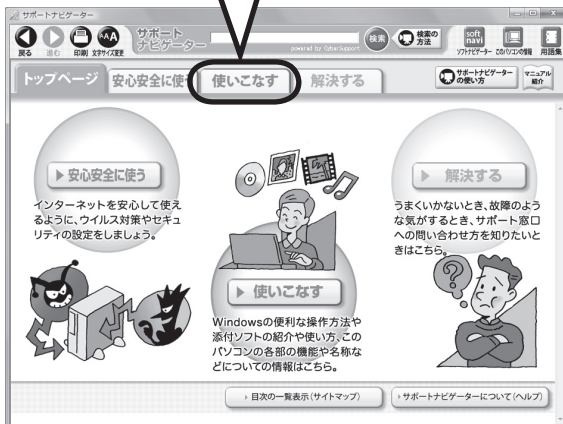 サポートナビゲーター
戻る 進む 印刷 文字サイズ変更
AAA
サポート
ナビゲーター
powered by CyberSupport
検索
検索の
方法
soft
navi
ソフトナビゲーター このパソコンの情報 用語集
トップページ 安心安全に使う 使いこなす 解決する
サポートナビゲーター
の使い方
マニュアル
紹介
安心安全に使う
インターネットを安心して使え
るように、ウイルス対策やセキュ
リティの設定をしましょう。
使いこなす
Windowsの便利な操作方法や
添付ソフトの紹介や使い方、この
パソコンの各部の機能や名称な
どについての情報はこちら。
解決する
うまくいかないとき、故障のよう
な気がするとき、サポート窓口
への問い合わせ方を知りたいと
きはこちら。
?
目次の一覧表示(サイトマップ)
サポートナビゲーターについて(ヘルプ)